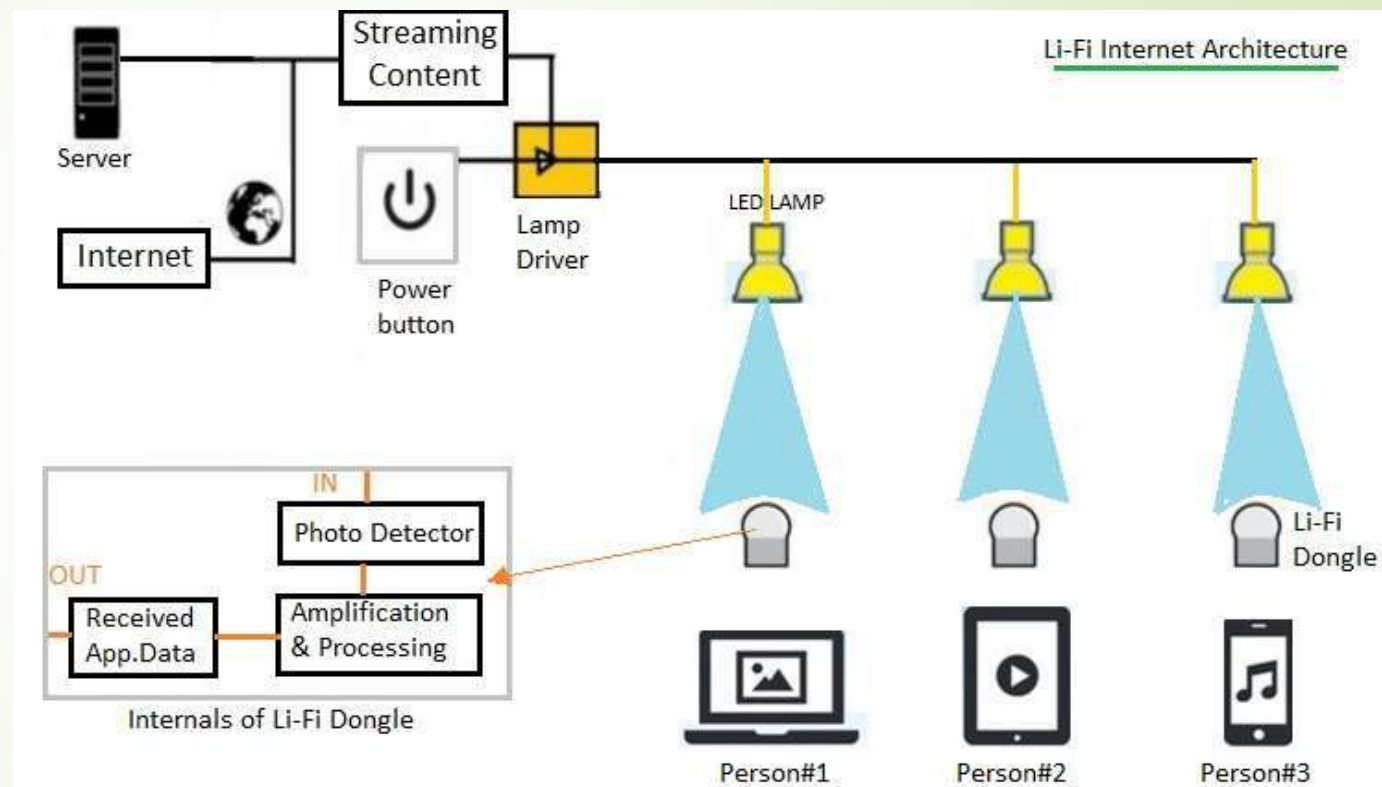 Streaming
Content
Li-Fi Internet Architecture
Server
Internet
Power
button
Lamp
Driver
LED LAMP
IN
Photo Detector
OUT
Received
App.Data
Amplification
& Processing
Internals of Li-Fi Dongle
Li-Fi
Dongle
Person#1
Person#2
Person#3